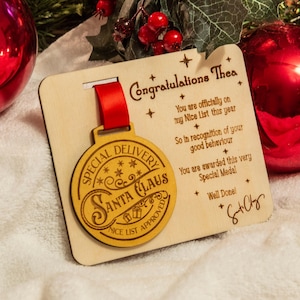 Congratulations Thea
You are officially on
my Nice List this year
So in recognition of your
good behaviour
You are awarded this very
Special Medal
Well Done!
SPECIAL DELIVERY
SANTA CLAUS
NICE LIST APPROVED